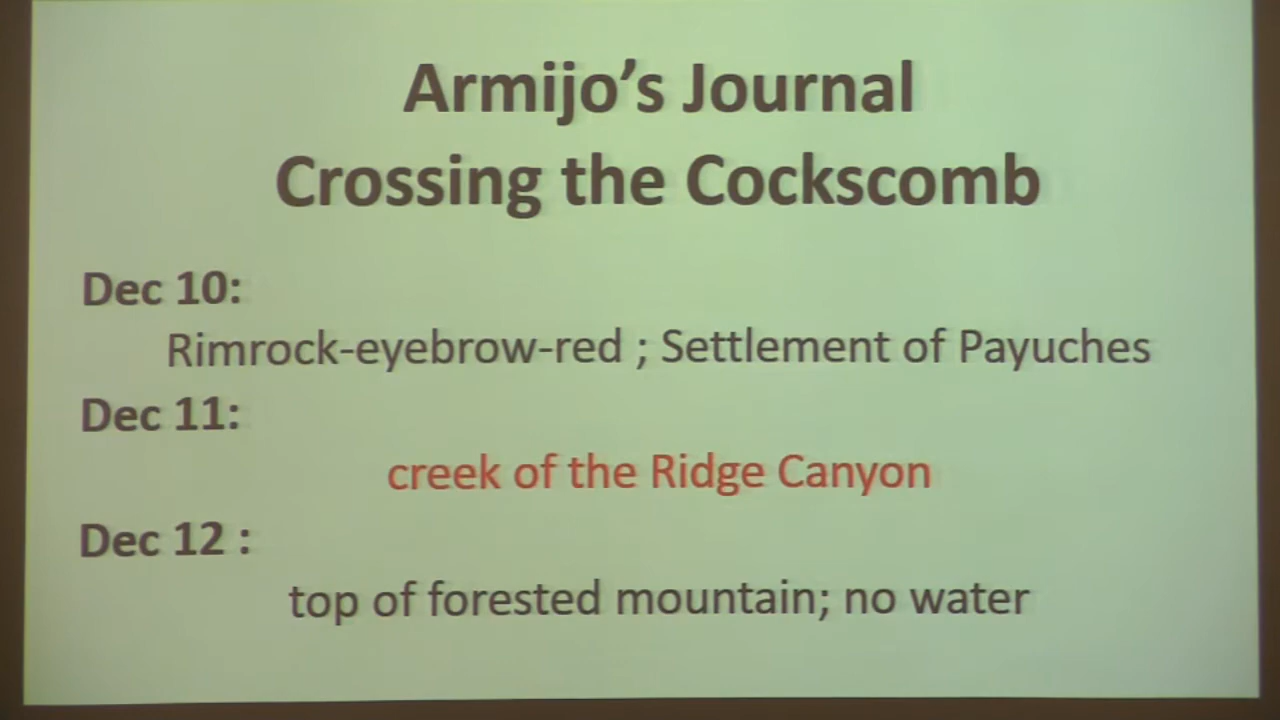 Armijo's Journal
Crossing the Cockscomb
Dec 10:
Rimrock-eyebrow-red ; Settlement of Payuches
Dec 11:
creek of the Ridge Canyon
Dec 12 :
top of forested mountain; no water